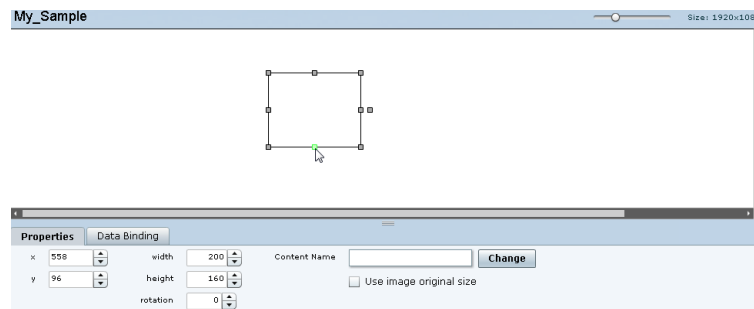 My_Sample
Size: 1920x108
Properties Data Binding
x 558 width 200 Content Name Change
y 96 height 160 Use image original size
rotation 0